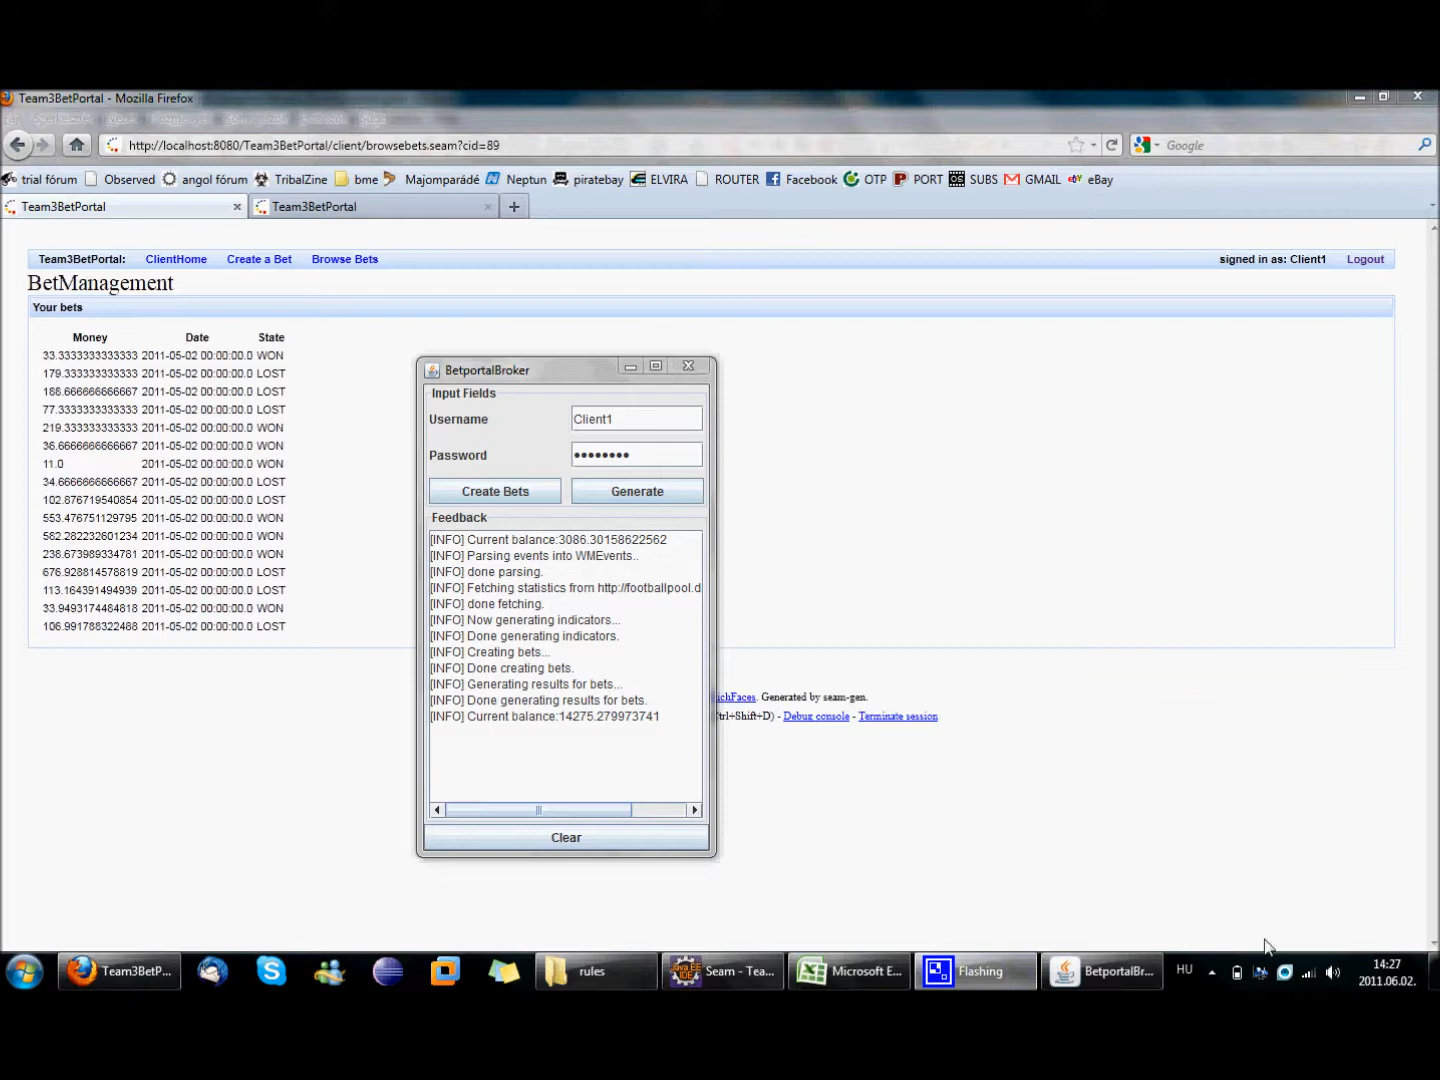 Team3BetPortal - Mozilla Firefox
http://localhost:8080/Team3BetPortal/client/browsebets.seam?cid=89
Google
trial fórum Observed angol fórum TribalZine bme Majomparádé Neptun piratebay ELVIRA ROUTER Facebook OTP PORT SUBS GMAIL eBay
Team3BetPortal Team3BetPortal
Team3BetPortal: ClientHome Create a Bet Browse Bets signed in as: Client1 Logout
BetManagement
Your bets
Money Date State
33.3333333333333 2011-05-02 00:00:00.0 WON
179.333333333333 2011-05-02 00:00:00.0 LOST
188.666666666667 2011-05-02 00:00:00.0 LOST
77.3333333333333 2011-05-02 00:00:00.0 LOST
219.333333333333 2011-05-02 00:00:00.0 WON
36.6666666666667 2011-05-02 00:00:00.0 WON
11.0 2011-05-02 00:00:00.0 WON
34.6666666666667 2011-05-02 00:00:00.0 LOST
102.876719540854 2011-05-02 00:00:00.0 LOST
553.476751129795 2011-05-02 00:00:00.0 WON
582.282232601234 2011-05-02 00:00:00.0 WON
238.673989334781 2011-05-02 00:00:00.0 WON
676.928814578819 2011-05-02 00:00:00.0 LOST
113.164391494939 2011-05-02 00:00:00.0 LOST
33.9493174484818 2011-05-02 00:00:00.0 WON
106.991788322488 2011-05-02 00:00:00.0 LOST
BetportalBroker
Input Fields
Username Client1
Password ••••••••
Create Bets Generate
Feedback
[INFO] Current balance:3086.30158622562
[INFO] Parsing events into WMEvents..
[INFO] done parsing.
[INFO] Fetching statistics from http://footballpool.d
[INFO] done fetching.
[INFO] Now generating indicators...
[INFO] Done generating indicators.
[INFO] Creating bets...
[INFO] Done creating bets.
[INFO] Generating results for bets...
[INFO] Done generating results for bets.
[INFO] Current balance:14275.279973741
Clear
ichFaces. Generated by seam-gen.
trl+Shift+D) - Debug console - Terminate session
Team3BetP... rules Seam - Tea... Microsoft E... Flashing BetportalBr... HU 14:27
2011.06.02.